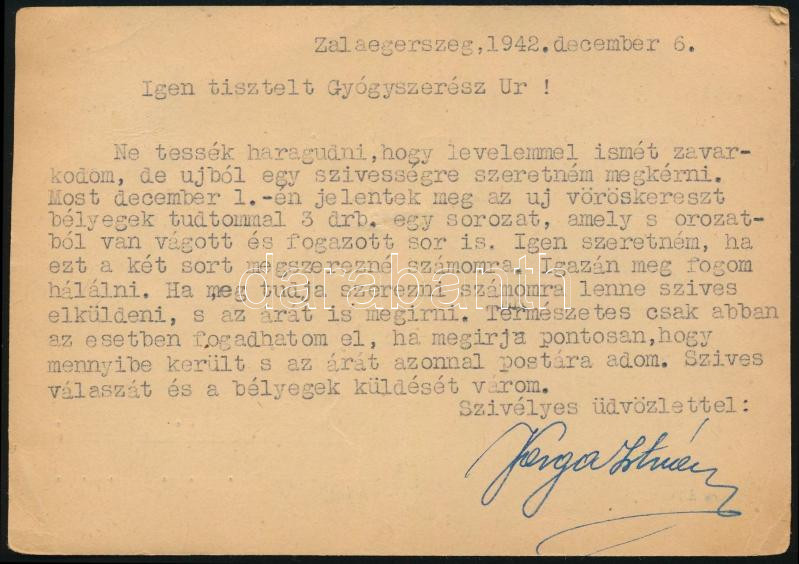 Zalaegerszeg,1942.december 6.
Igen tisztelt Gyógyszerész Ur !
Ne tessék haragudni,hogy levelemmel ismét zavar-
kodom, de ujból egy szivességre szeretném megkérni.
Most december 1.-én jelentek meg az uj vöröskereszt
bélyegek tudtommal 3 drb. egy sorozat, amely s orozat-
ból van vágott és fogazott sor is. Igen szeretném, ha
ezt a két sort megszerezné számomra. Igazán meg fogom
hálálni. Ha meg tudja szerezni számomra lenne szives
elküldeni, s az árát is megirni. Természetes csak abban
az esetben fogadhatom el, ha megirja pontosan,hogy
mennyibe került s az árát azonnal postára adom. Szives
válaszát és a bélyegek küldését várom.
Szivélyes üdvözlettel:
Varga István
darabanth